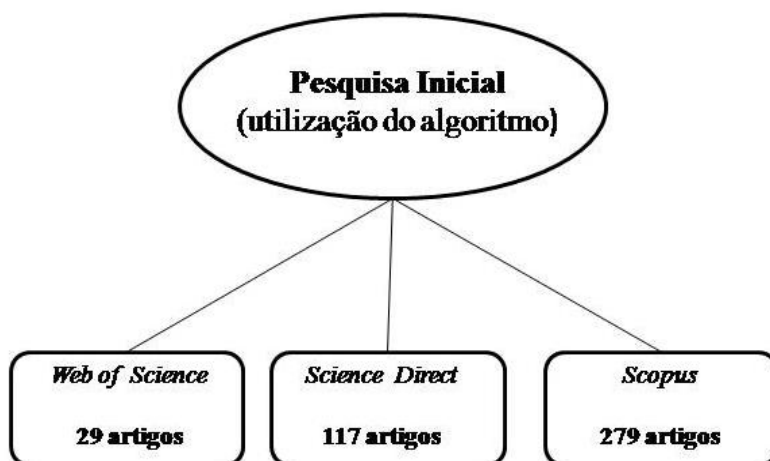 Pesquisa Inicial
(utilização do algoritmo)
Web of Science
29 artigos
Science Direct
117 artigos
Scopus
279 artigos